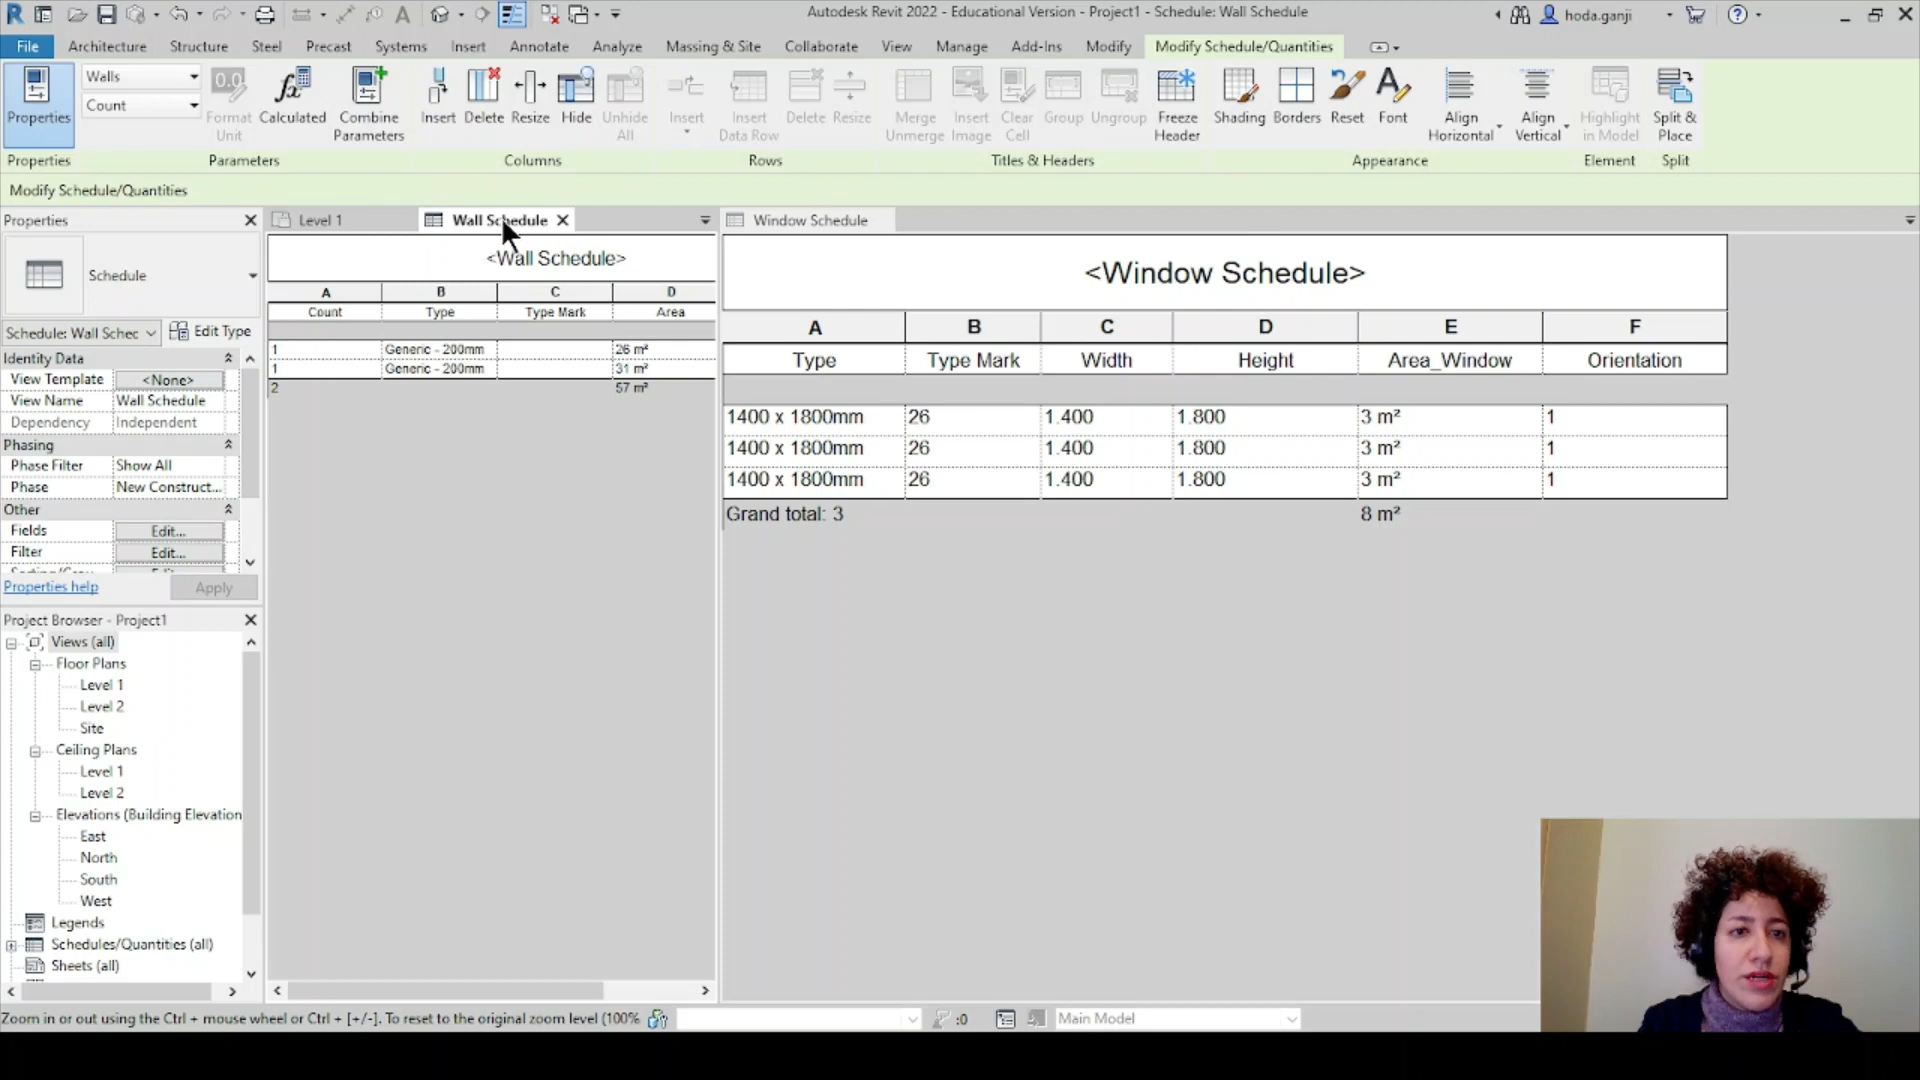 Autodesk Revit 2022 - Educational Version - Project1 - Schedule: Wall Schedule
hoda.ganji
File Architecture Structure Steel Precast Systems Insert Annotate Analyze Massing & Site Collaborate View Manage Add-Ins Modify Modify Schedule/Quantities
Properties
Walls
Count
Format Unit
Calculated
Combine Parameters
Insert
Delete
Resize
Hide
Unhide All
Insert
Insert Data Row
Delete
Resize
Merge Unmerge
Insert Image
Clear Cell
Group
Ungroup
Freeze Header
Shading
Borders
Reset
Font
Align Horizontal
Align Vertical
Highlight in Model
Split & Place
Properties Parameters Columns Rows Titles & Headers Appearance Element Split
Modify Schedule/Quantities
Properties
Schedule
Schedule: Wall Schec Edit Type
Identity Data
View Template <None>
View Name Wall Schedule
Dependency Independent
Phasing
Phase Filter Show All
Phase New Construct...
Other
Fields Edit...
Filter Edit...
Properties help Apply
Project Browser - Project1
Views (all)
Floor Plans
Level 1
Level 2
Site
Ceiling Plans
Level 1
Level 2
Elevations (Building Elevation
East
North
South
West
Legends
Schedules/Quantities (all)
Sheets (all)
Level 1 Wall Schedule
<Wall Schedule>
A B C D
Count Type Type Mark Area
1 Generic - 200mm 26 m²
1 Generic - 200mm 31 m²
2 57 m²
Window Schedule
<Window Schedule>
A B C D E F
Type Type Mark Width Height Area_Window Orientation
1400 x 1800mm 26 1.400 1.800 3 m² 1
1400 x 1800mm 26 1.400 1.800 3 m² 1
1400 x 1800mm 26 1.400 1.800 3 m² 1
Grand total: 3 8 m²
Zoom in or out using the Ctrl + mouse wheel or Ctrl + [+/-]. To reset to the original zoom level (100% :0 Main Model